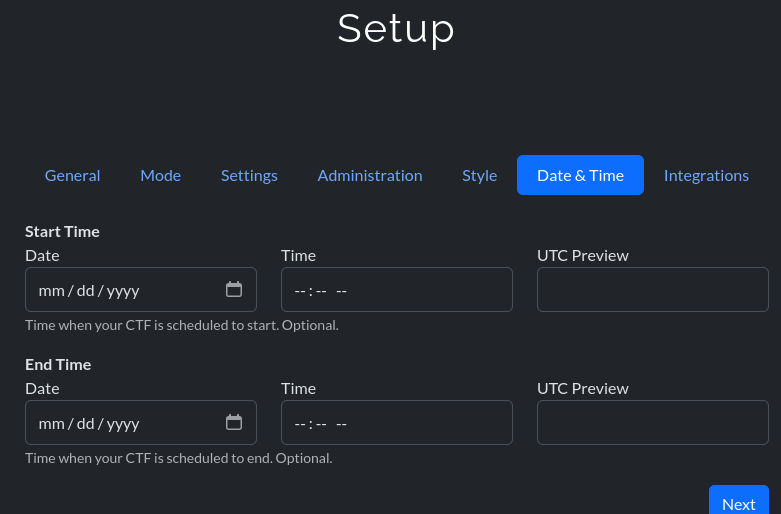 Setup
General Mode Settings Administration Style Date & Time Integrations
Start Time
Date Time UTC Preview
mm / dd / yyyy --:-- --
Time when your CTF is scheduled to start. Optional.
End Time
Date Time UTC Preview
mm / dd / yyyy --:-- --
Time when your CTF is scheduled to end. Optional.
Next